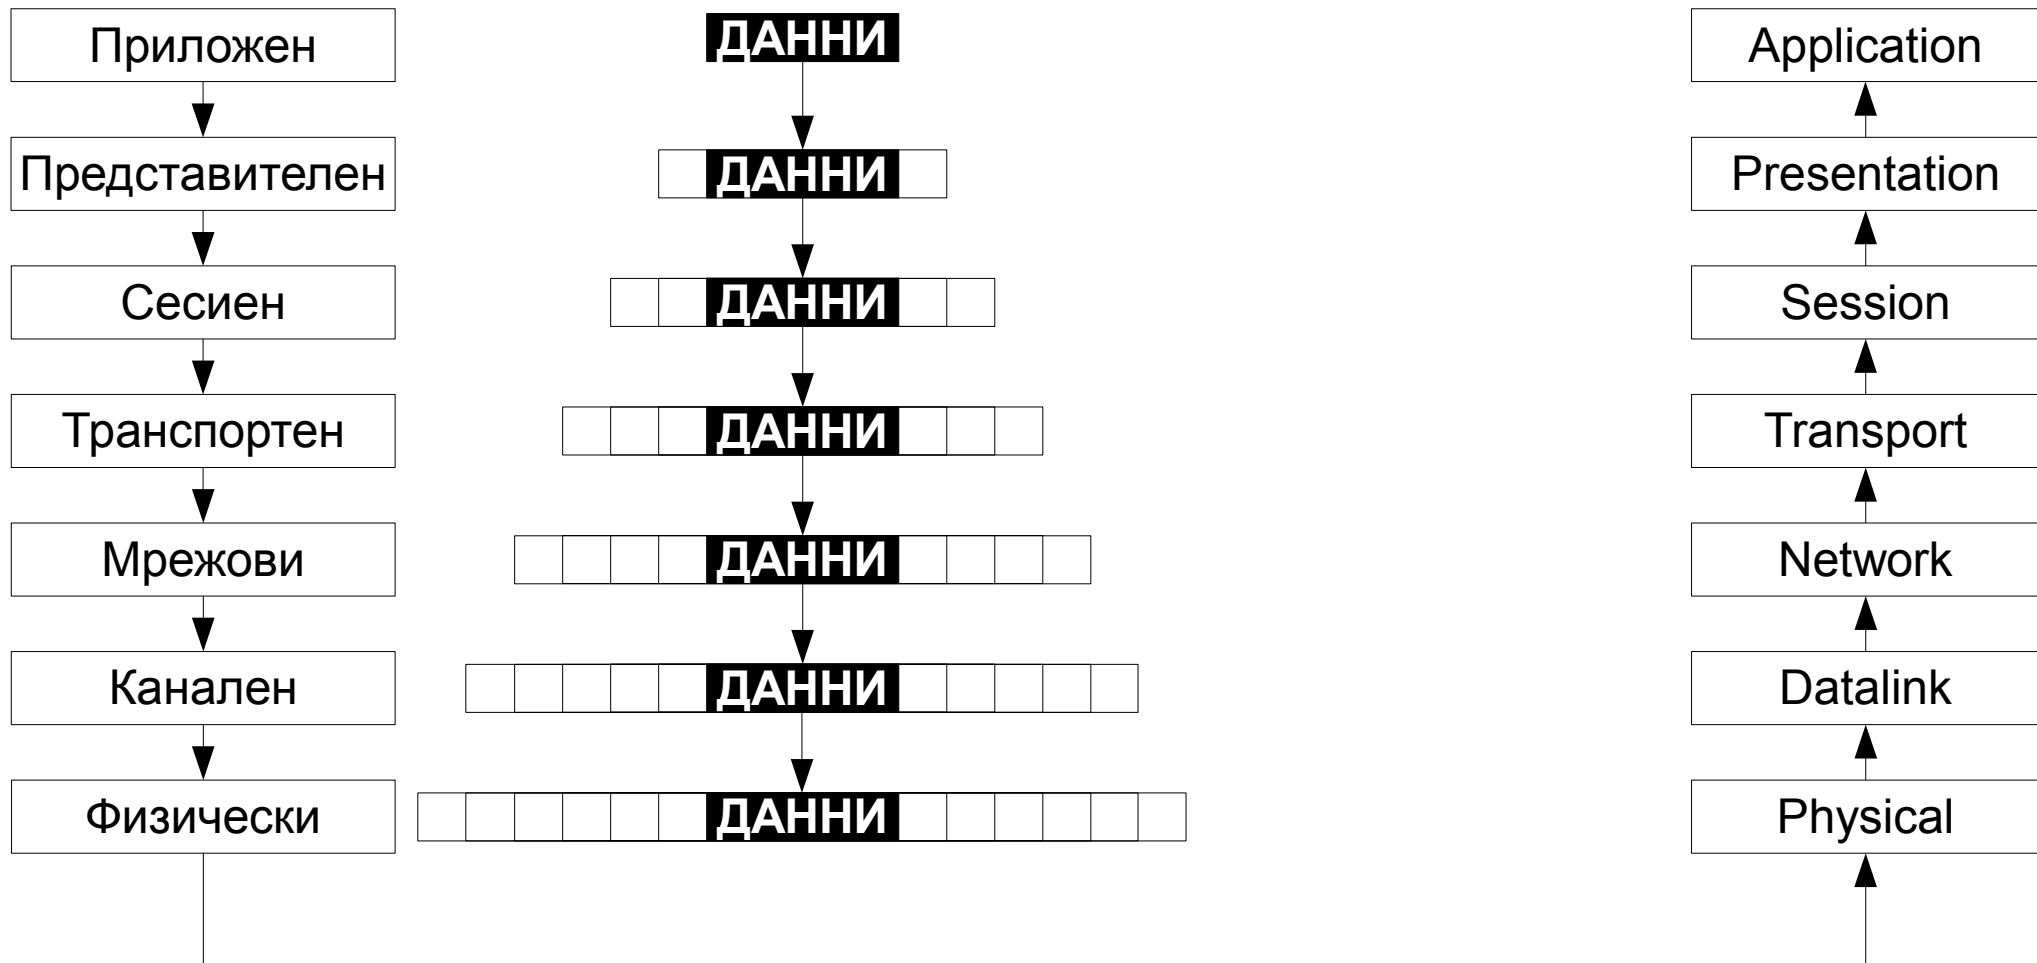 Приложен
ДАННИ
Application
Представителен
ДАННИ
Presentation
Сесиен
ДАННИ
Session
Транспортен
ДАННИ
Transport
Мрежови
ДАННИ
Network
Канален
ДАННИ
Datalink
Физически
ДАННИ
Physical